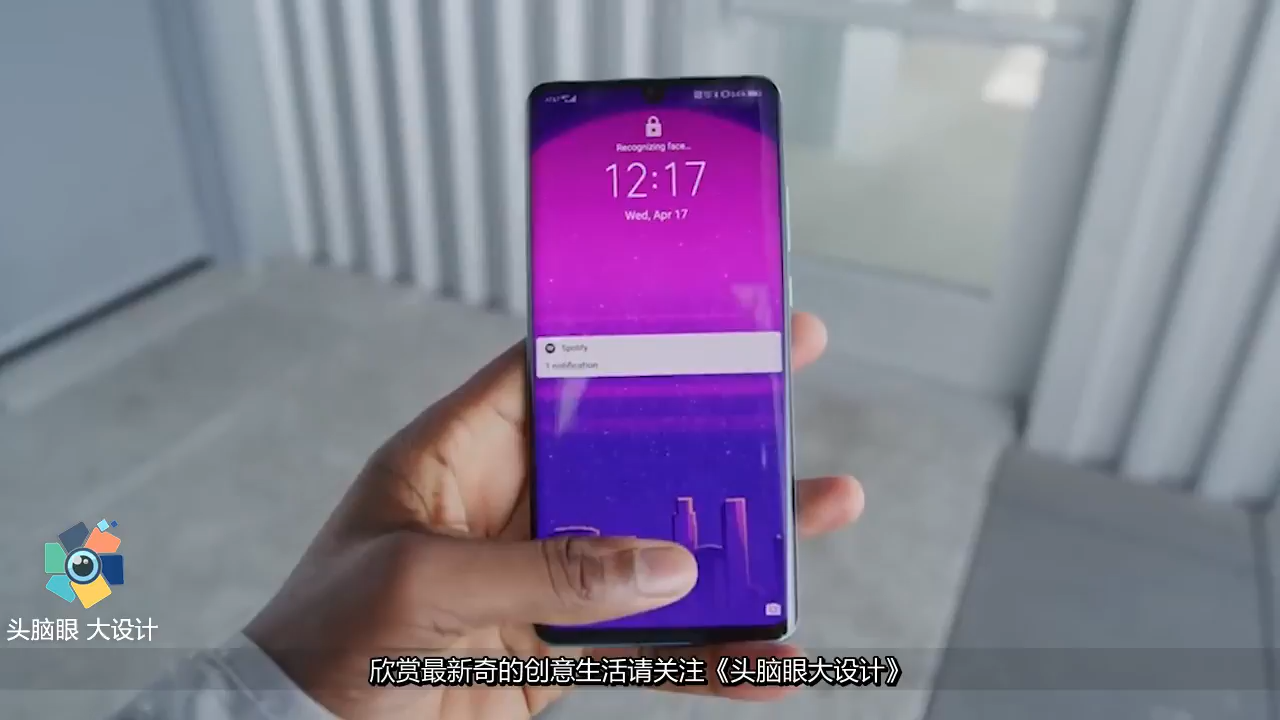 AT&T
Recognizing face...
12:17
Wed, Apr 17
Spotify
1 notification
头脑眼 大设计
欣赏最新奇的创意生活请关注《头脑眼大设计》